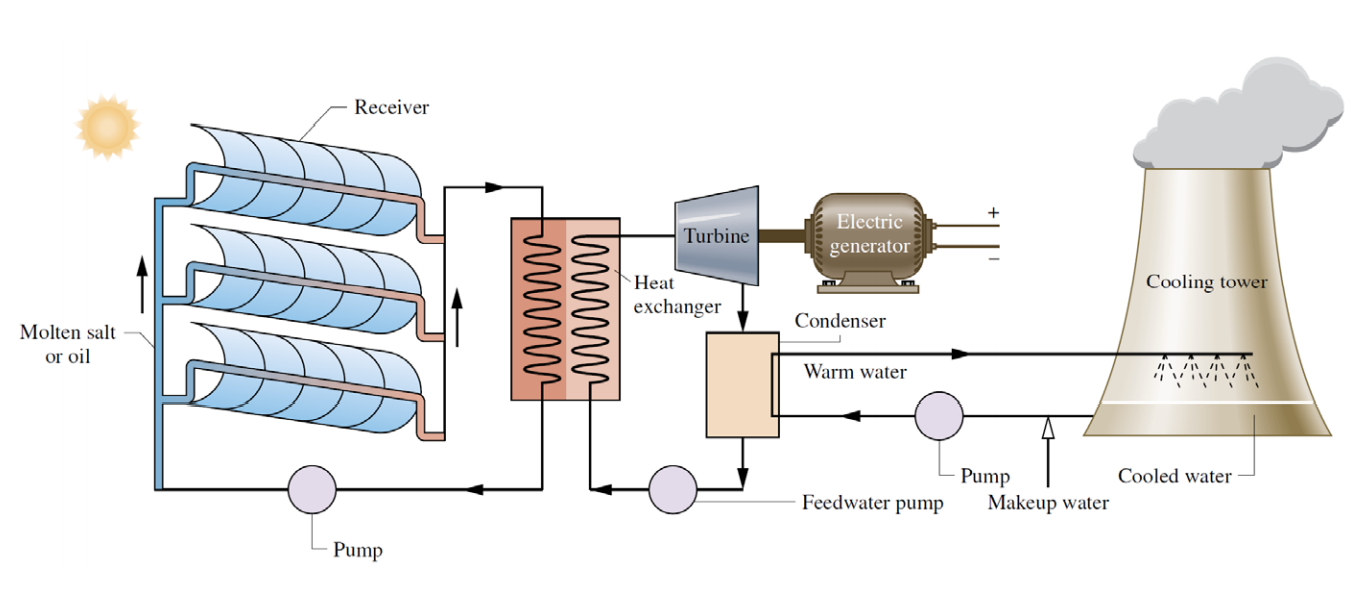 Receiver
Electric
generator
+
−
Turbine
Heat
exchanger
Cooling tower
Condenser
Molten salt
or oil
Warm water
Pump
Cooled water
Feedwater pump
Makeup water
Pump